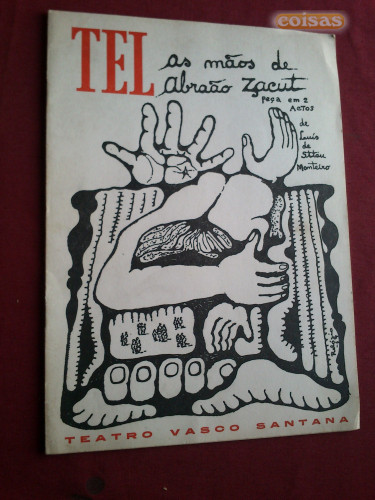 coisas
TEL
as mãos de
Abraão Zacut
peça em 2
ACTOS
de
Luís
de
Sttau
Monteiro
TEATRO VASCO SANTANA